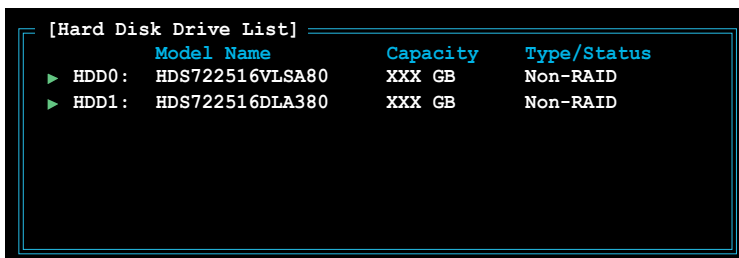 [Hard Disk Drive List]
Model Name Capacity Type/Status
HDD0: HDS722516VLSA80 XXX GB Non-RAID
HDD1: HDS722516DLA380 XXX GB Non-RAID